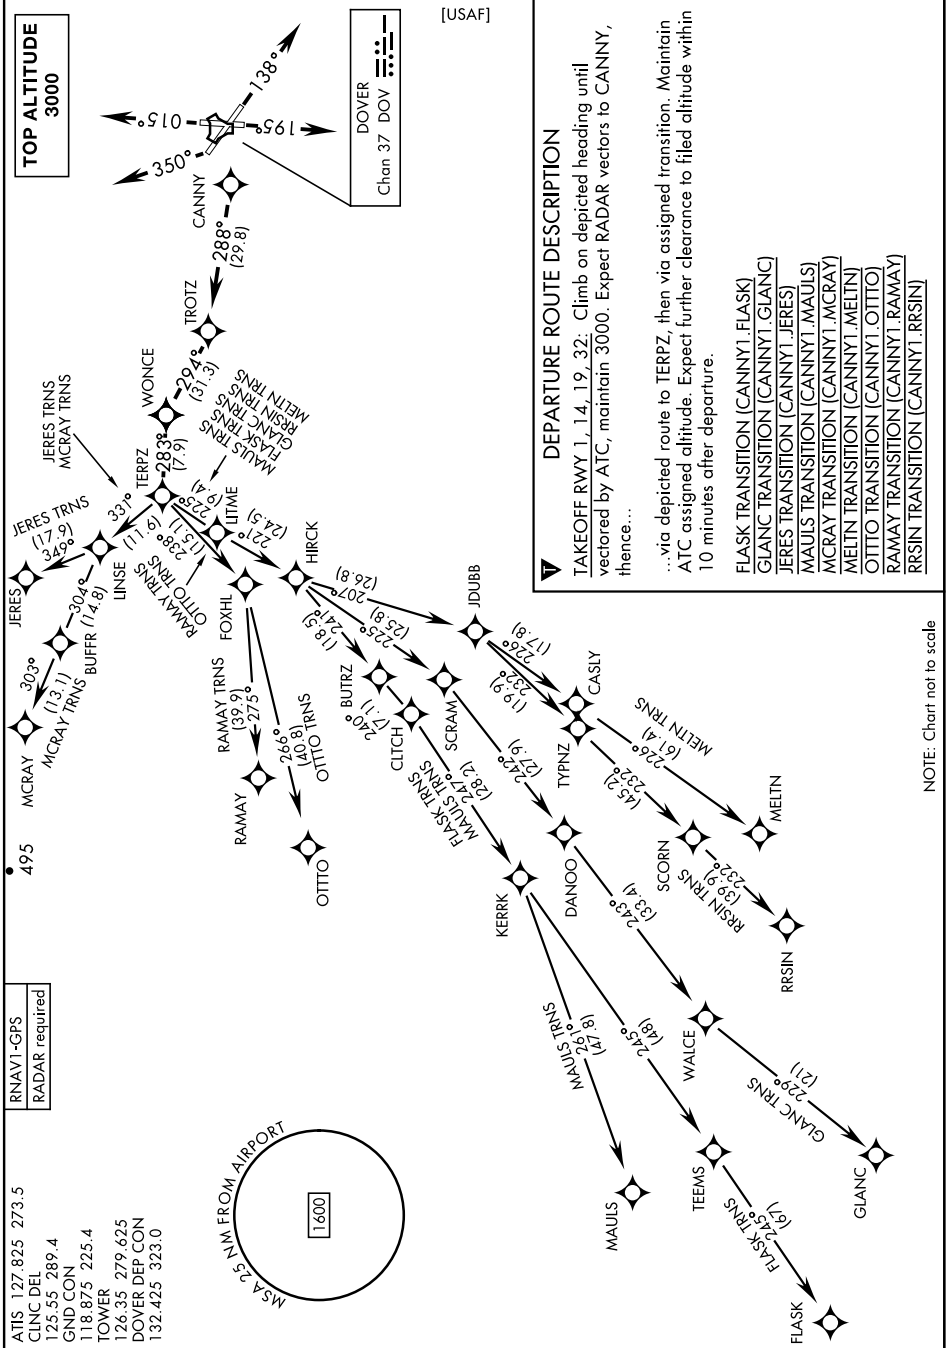 ATIS 127.825 273.5
CLNC DEL
125.55 289.4
GND CON
118.875 225.4
TOWER
126.35 279.625
DOVER DEP CON
132.425 323.0
RNAV1-GPS
RADAR required
495
TOP ALTITUDE
3000
[USAF]
MSA 25 NM FROM AIRPORT
1600
DOVER
Chan 37 DOV
015°
350°
138°
195°
CANNY
288°
(29.8)
TROTZ
294°
(31.3)
WONCE
283°
(7.9)
TERPZ
JERES TRNS
MCRAY TRNS
331°
(11.6)
LINSE
JERES TRNS
(17.9)
349°
JERES
304°
(14.8)
BUFFR
303°
(13.1)
MCRAY TRNS
MCRAY
MAULS TRNS
FLASK TRNS
GLANC TRNS
RRSIN TRNS
MELTN TRNS
225°
(9.4)
LITME
221°
(24.5)
HIRCK
238°
(15.1)
OTTTO TRNS
RAMAY TRNS
FOXHL
RAMAY TRNS
(39.9)
275°
RAMAY
266°
(40.8)
OTTTO TRNS
OTTTO
207°
(26.8)
JDUBB
225°
(25.8)
SCRAM
241°
(18.5)
BUTRZ
240°
(7.1)
CLTCH
FLASK TRNS
MAULS TRNS
247°
(28.2)
KERRK
242°
(27.9)
DANOO
226°
(17.8)
CASLY
232°
(19.9)
TYPNZ
MELTN TRNS
226°
(61.4)
MELTN
232°
(45.2)
SCORN
RRSIN TRNS
232°
(39.9)
RRSIN
243°
(33.4)
WALCE
GLANC TRNS
229°
(21)
GLANC
MAULS TRNS
261°
(47.8)
MAULS
245°
(48)
TEEMS
FLASK TRNS
245°
(67)
FLASK
NOTE: Chart not to scale
DEPARTURE ROUTE DESCRIPTION
T
TAKEOFF RWY 1, 14, 19, 32: Climb on depicted heading until
vectored by ATC, maintain 3000. Expect RADAR vectors to CANNY,
thence...
...via depicted route to TERPZ, then via assigned transition. Maintain
ATC assigned altitude. Expect further clearance to filed altitude within
10 minutes after departure.
FLASK TRANSITION (CANNY1.FLASK)
GLANC TRANSITION (CANNY1.GLANC)
JERES TRANSITION (CANNY1.JERES)
MAULS TRANSITION (CANNY1.MAULS)
MCRAY TRANSITION (CANNY1.MCRAY)
MELTN TRANSITION (CANNY1.MELTN)
OTTTO TRANSITION (CANNY1.OTTTO)
RAMAY TRANSITION (CANNY1.RAMAY)
RRSIN TRANSITION (CANNY1.RRSIN)